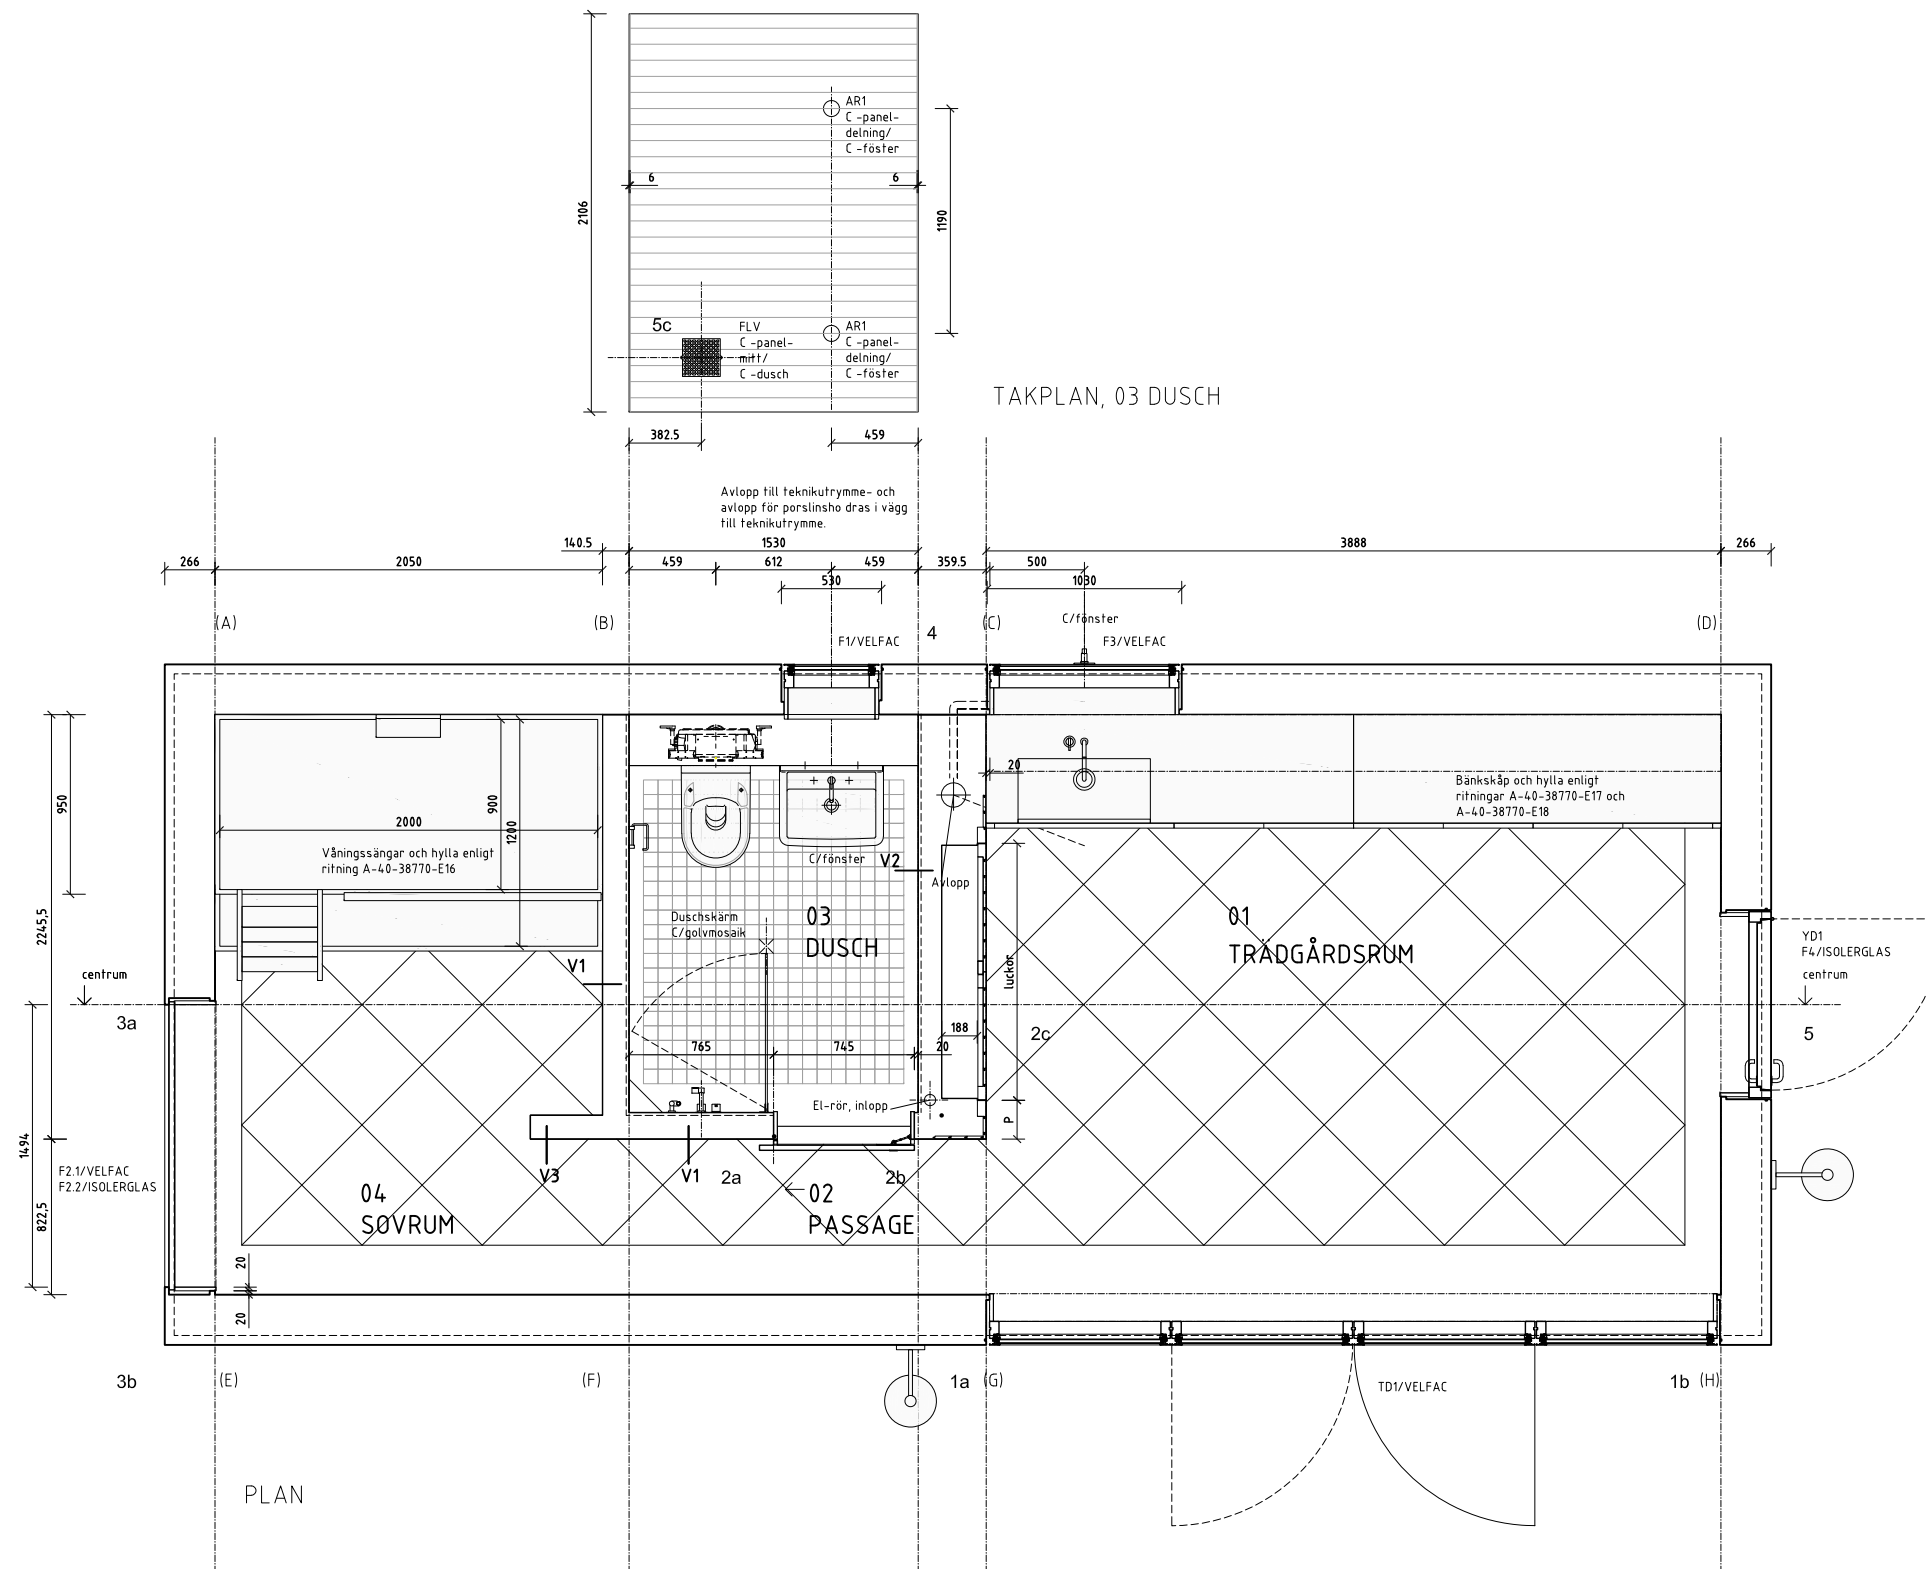 2106
6
6
1190
AR1
C -panel-
delning/
C -föster
5c
FLV
C -panel-
mitt/
C -dusch
AR1
C -panel-
delning/
C -föster
TAKPLAN, 03 DUSCH
382.5
459
Avlopp till teknikutrymme- och
avlopp för porslinsho dras i vägg
till teknikutrymme.
140.5
1530
3888
266
266
2050
459
612
459
359.5
500
530
1030
(A)
(B)
(C)
(D)
C/fönster
F1/VELFAC
4
F3/VELFAC
950
2245,5
900
1200
2000
Våningssängar och hylla enligt
ritning A-40-38770-E16
20
Bänkskåp och hylla enligt
ritningar A-40-38770-E17 och
A-40-38770-E18
C/fönster
V2
Avlopp
Duschskärm
C/golvmosaik
03
DUSCH
01
TRÄDGÅRDSRUM
luckor
YD1
F4/ISOLERGLAS
centrum
centrum
V1
3a
188
2c
5
765
745
20
El-rör, inlopp
P
1494
822,5
F2.1/VELFAC
F2.2/ISOLERGLAS
V3
V1
2a
2b
04
SOVRUM
02
PASSAGE
20
20
3b
(E)
(F)
1a
(G)
TD1/VELFAC
1b
(H)
PLAN